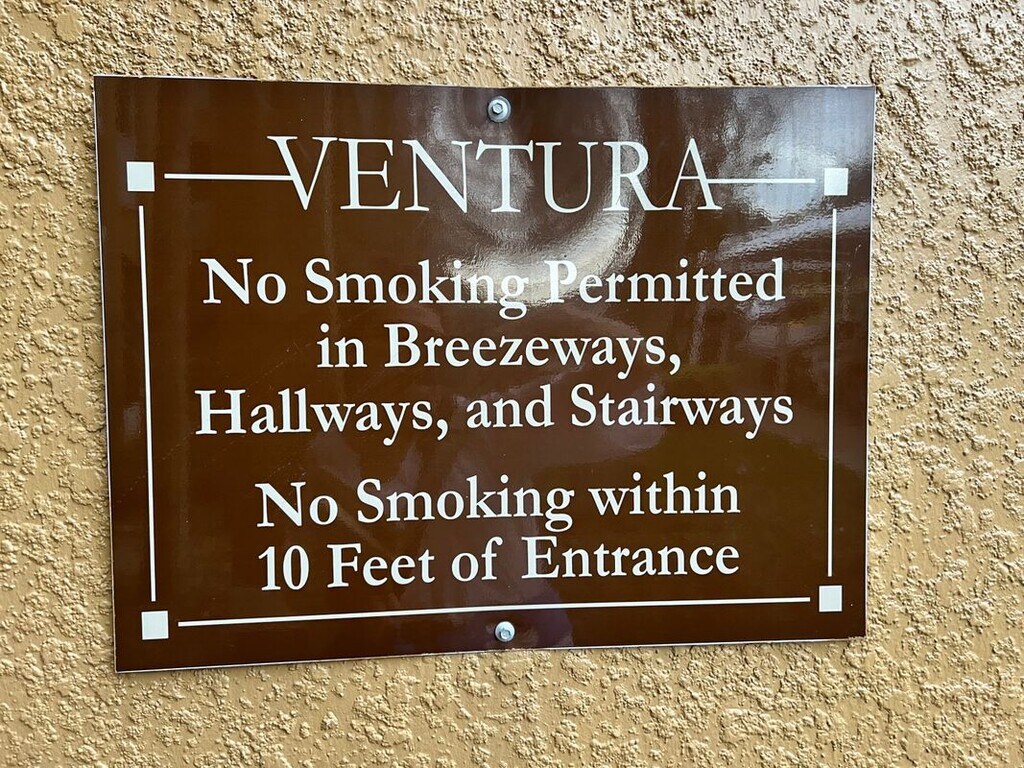 VENTURA
No Smoking Permitted
in Breezeways,
Hallways, and Stairways
No Smoking within
10 Feet of Entrance